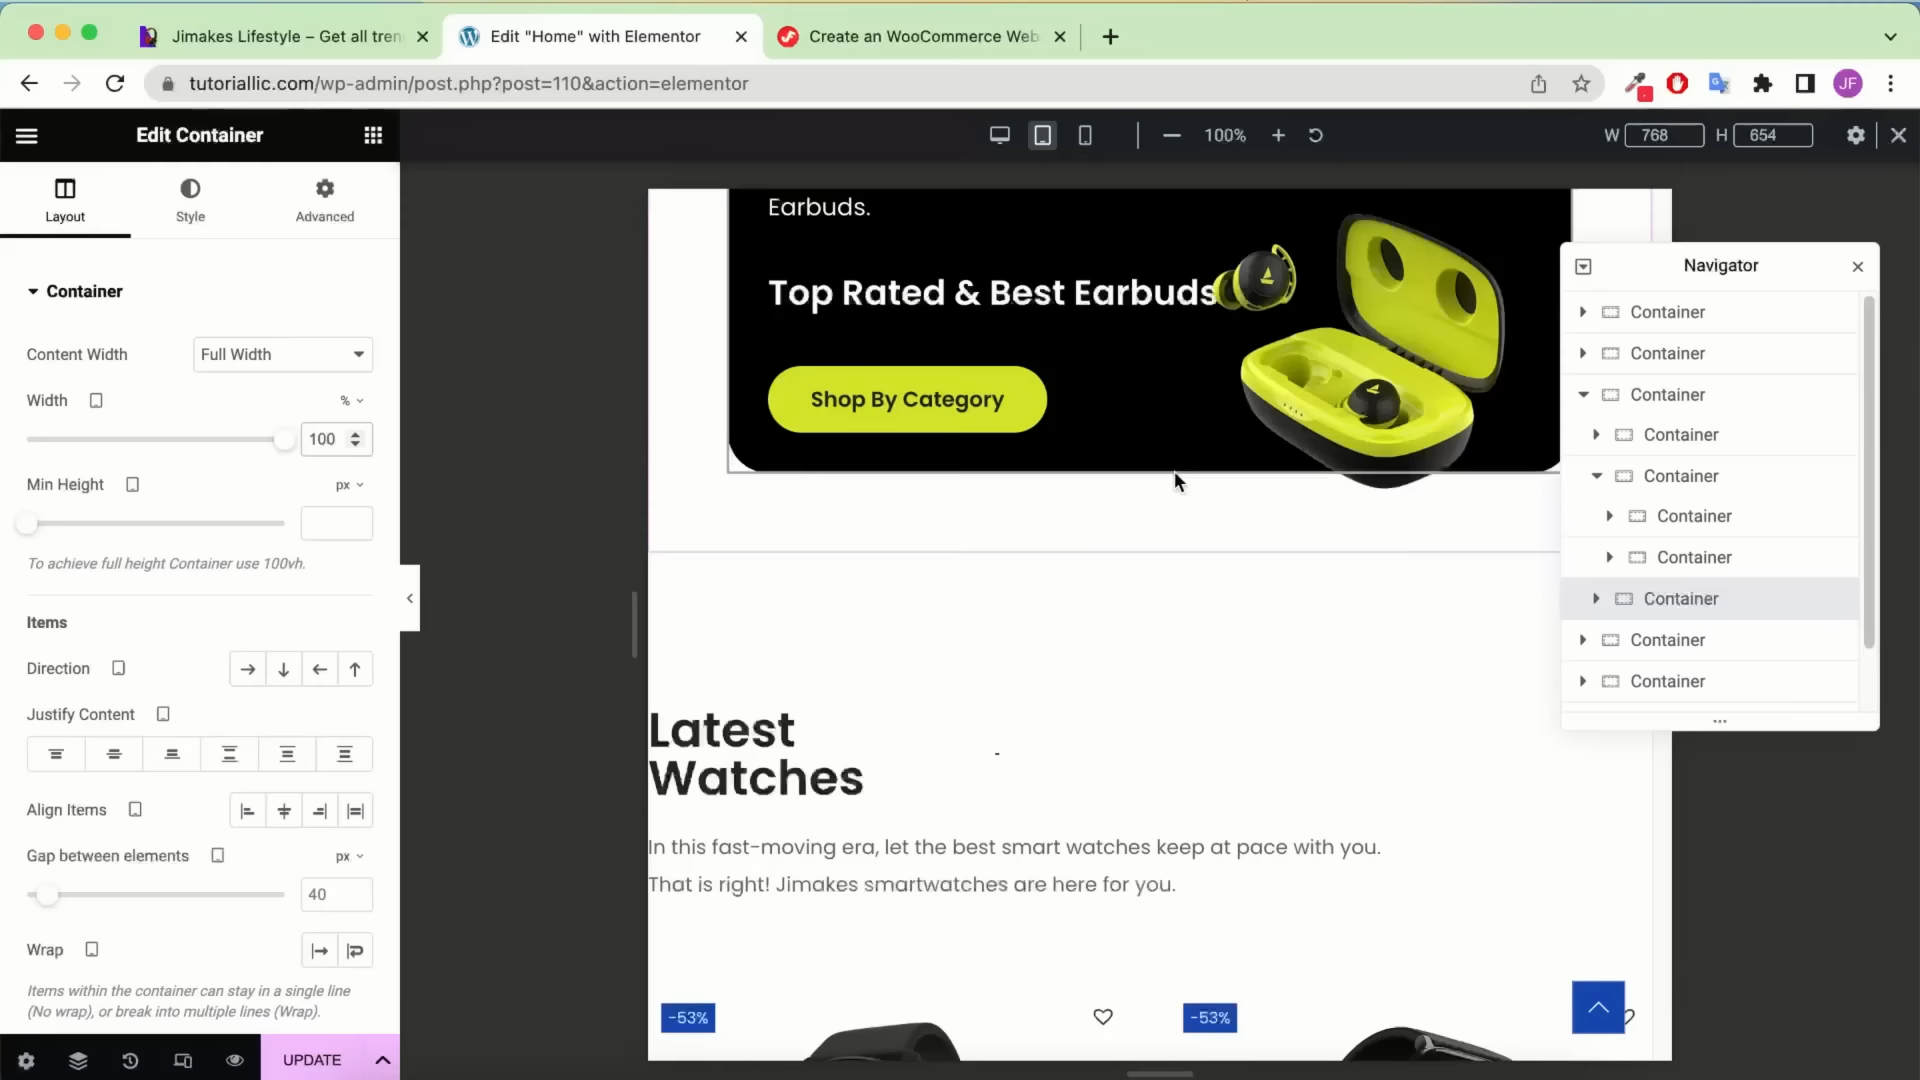 Jimakes Lifestyle – Get all tren
Edit "Home" with Elementor
Create an WooCommerce Web
tutoriallic.com/wp-admin/post.php?post=110&action=elementor
JF
Edit Container
100%
W 768 H 654
Layout
Style
Advanced
Container
Content Width
Full Width
Width
%
100
Min Height
px
To achieve full height Container use 100vh.
Items
Direction
Justify Content
Align Items
Gap between elements
px
40
Wrap
Items within the container can stay in a single line
(No wrap), or break into multiple lines (Wrap).
UPDATE
Earbuds.
Top Rated & Best Earbuds
Shop By Category
Latest
Watches
-
In this fast-moving era, let the best smart watches keep at pace with you.
That is right! Jimakes smartwatches are here for you.
-53%
-53%
Navigator
Container
Container
Container
Container
Container
Container
Container
Container
Container
Container